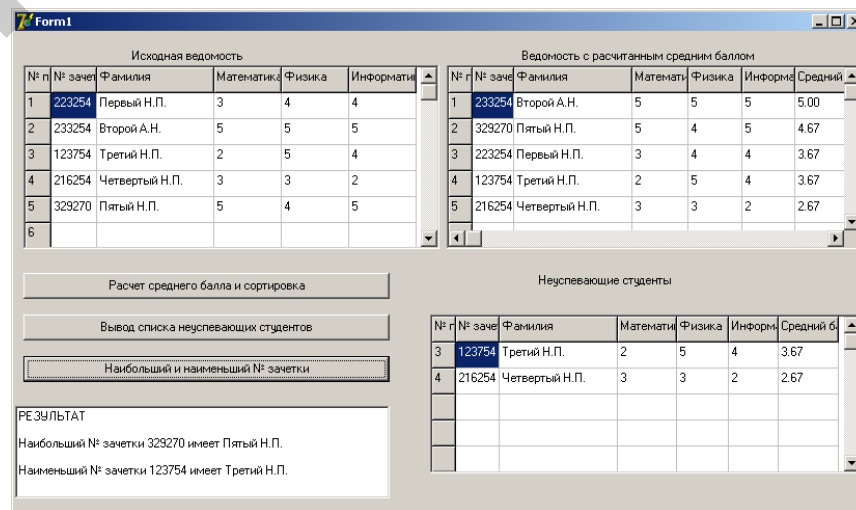 Form1
Исходная ведомость
№ п № зачет Фамилия Математика Физика Информати
1 223254 Первый Н.П. 3 4 4
2 233254 Второй А.Н. 5 5 5
3 123754 Третий Н.П. 2 5 4
4 216254 Четвертый Н.П. 3 3 2
5 329270 Пятый Н.П. 5 4 5
6
Ведомость с расчитанным средним баллом
№ п № заче Фамилия Математи Физика Информа Средний
1 233254 Второй А.Н. 5 5 5 5.00
2 329270 Пятый Н.П. 5 4 5 4.67
3 223254 Первый Н.П. 3 4 4 3.67
4 123754 Третий Н.П. 2 5 4 3.67
5 216254 Четвертый Н.П. 3 3 2 2.67
Расчет среднего балла и сортировка
Вывод списка неуспевающих студентов
Наибольший и наименьший № зачетки
РЕЗУЛЬТАТ
Наибольший № зачетки 329270 имеет Пятый Н.П.
Наименьший № зачетки 123754 имеет Третий Н.П.
Неуспевающие студенты
№ п № заче Фамилия Математи Физика Информ Средний б
3 123754 Третий Н.П. 2 5 4 3.67
4 216254 Четвертый Н.П. 3 3 2 2.67